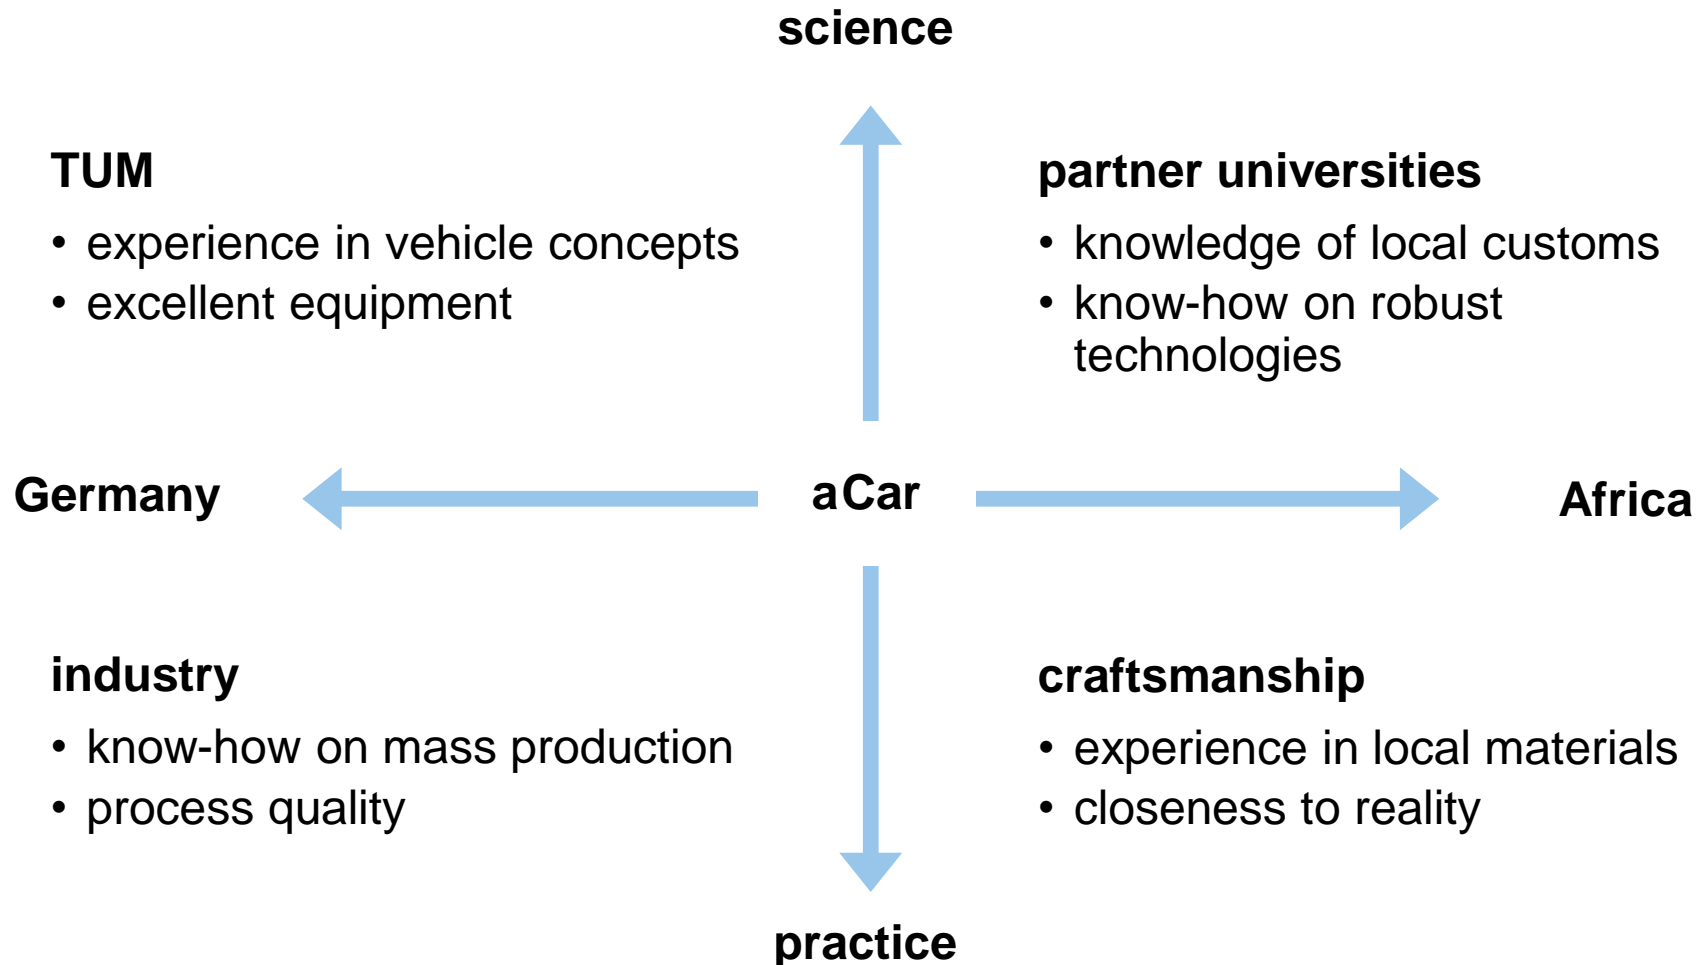 science
TUM
• experience in vehicle concepts
• excellent equipment
partner universities
• knowledge of local customs
• know-how on robust
technologies
Germany
aCar
Africa
industry
• know-how on mass production
• process quality
craftsmanship
• experience in local materials
• closeness to reality
practice